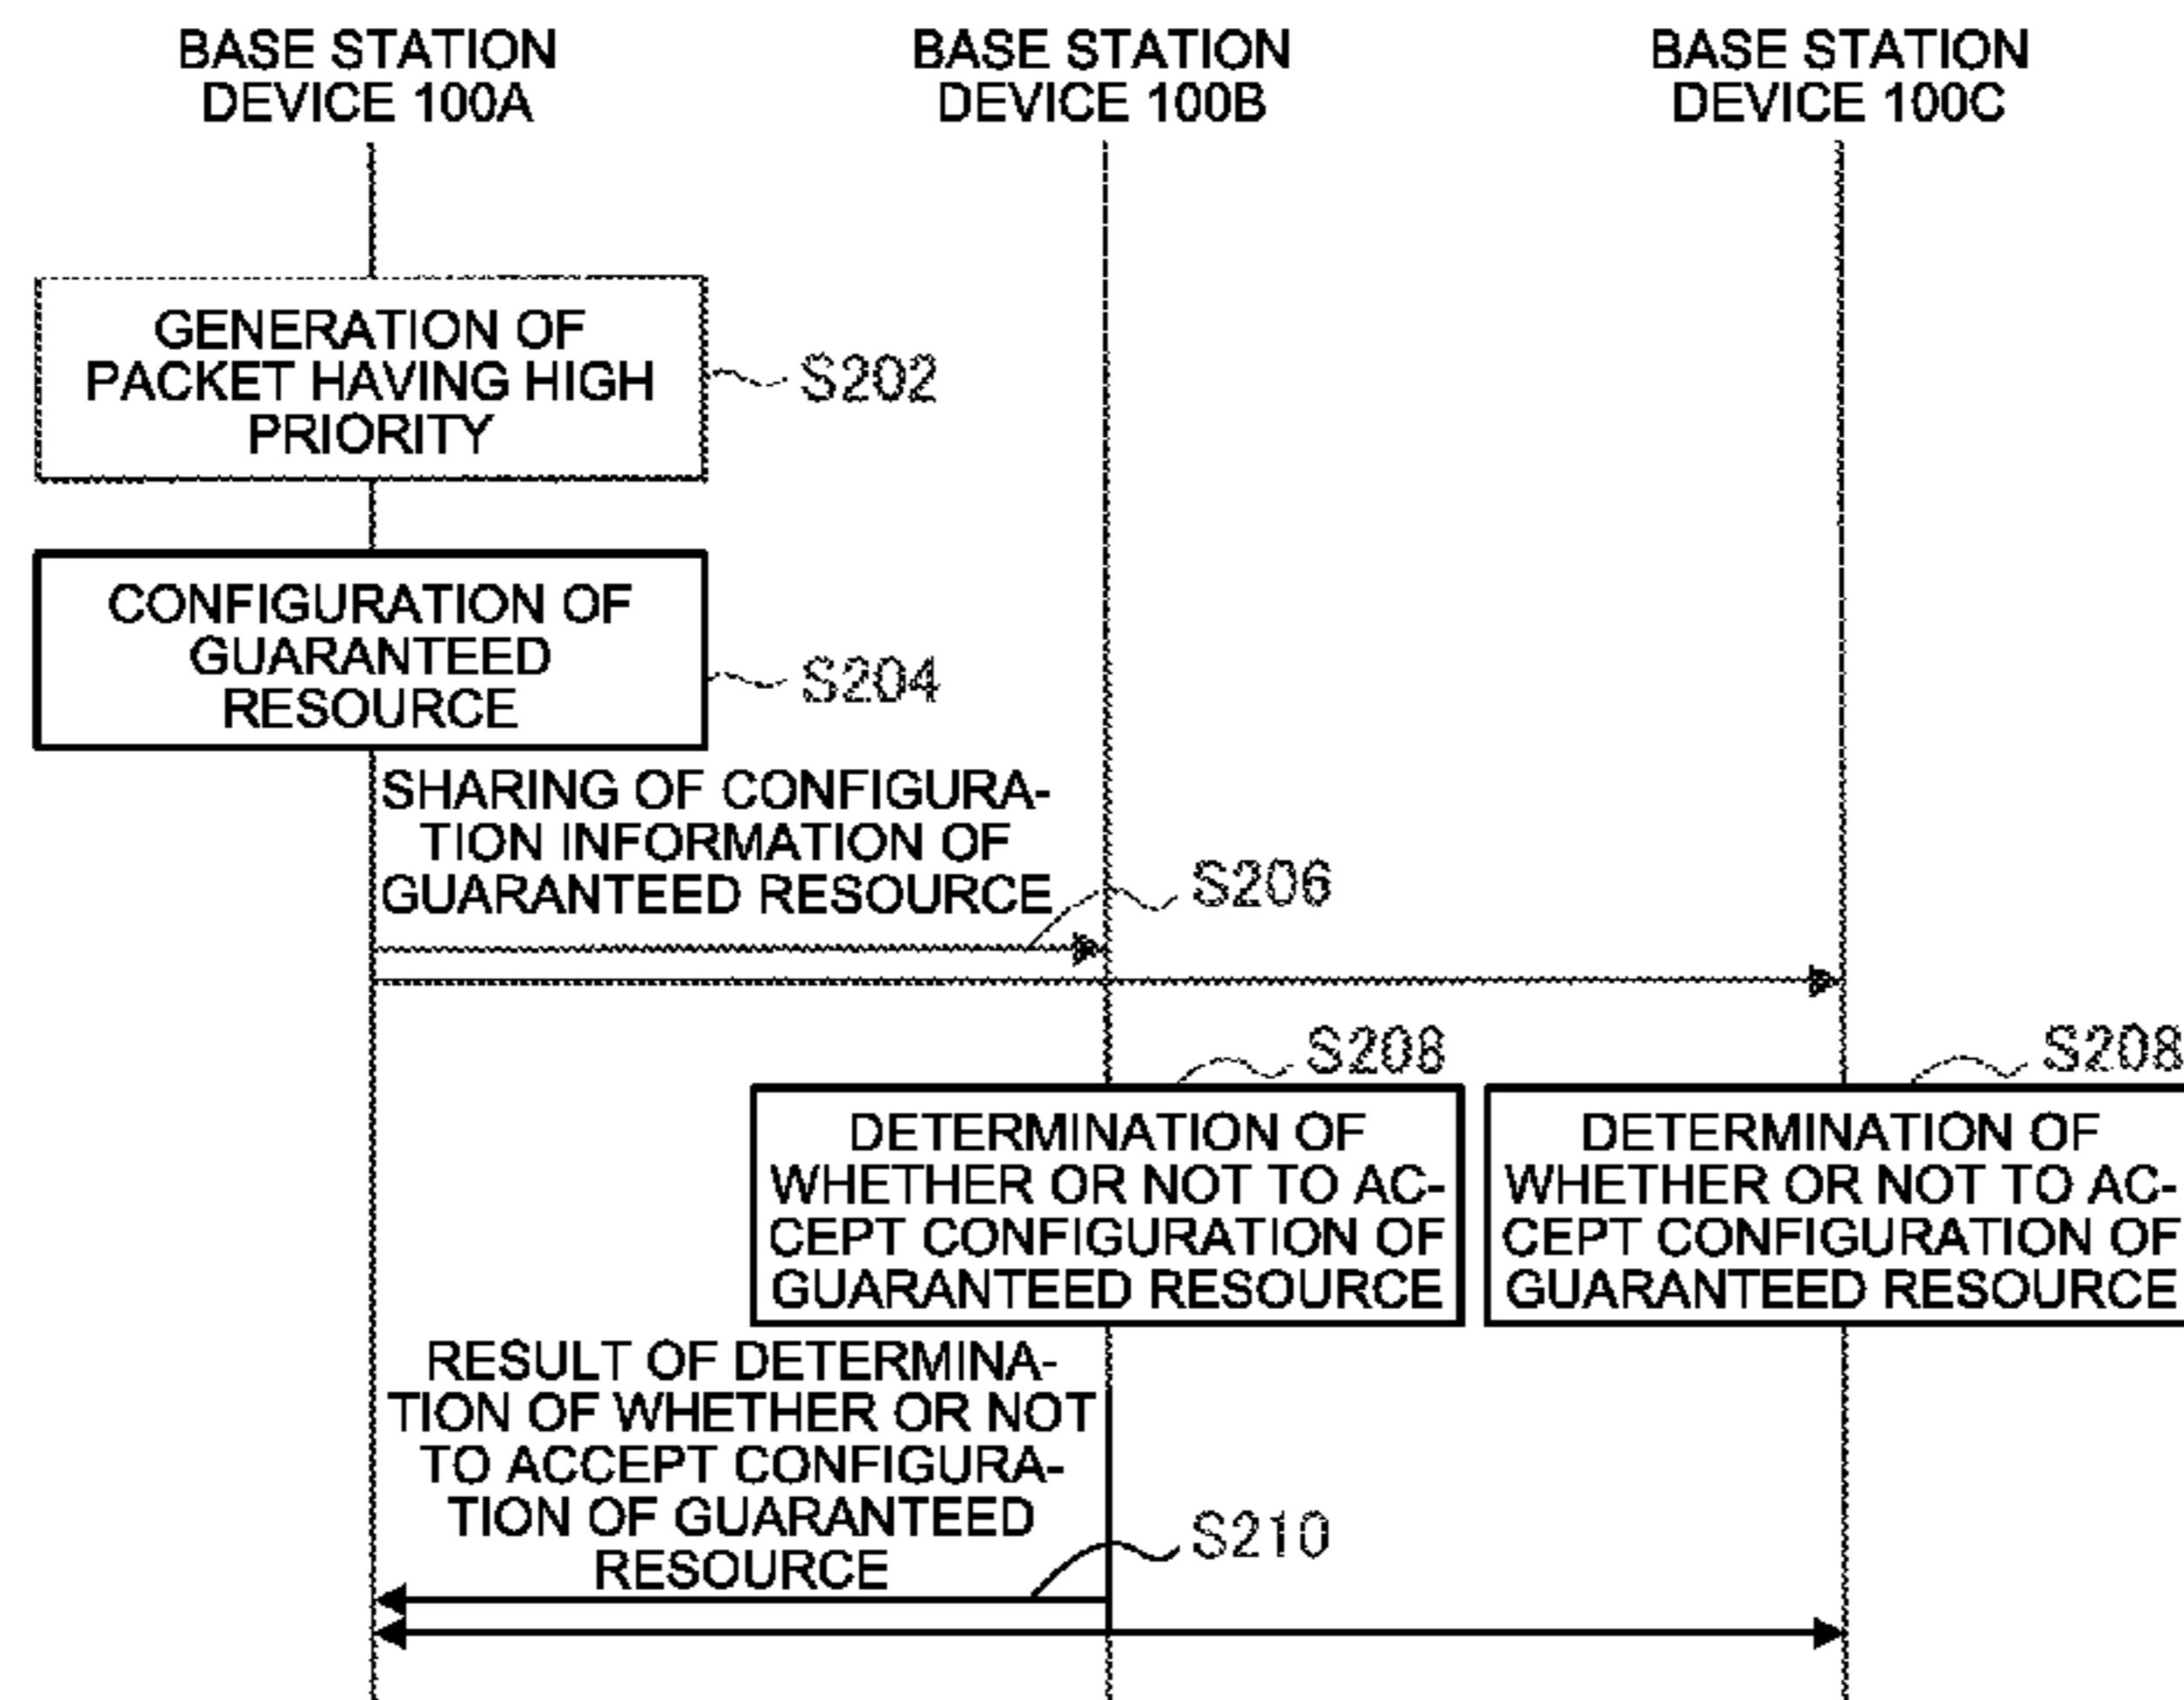 BASE STATION
DEVICE 100A
BASE STATION
DEVICE 100B
BASE STATION
DEVICE 100C
GENERATION OF
PACKET HAVING HIGH
PRIORITY
S202
CONFIGURATION OF
GUARANTEED
RESOURCE
S204
SHARING OF CONFIGURA-
TION INFORMATION OF
GUARANTEED RESOURCE
S206
S208
S208
DETERMINATION OF
WHETHER OR NOT TO AC-
CEPT CONFIGURATION OF
GUARANTEED RESOURCE
DETERMINATION OF
WHETHER OR NOT TO AC-
CEPT CONFIGURATION OF
GUARANTEED RESOURCE
RESULT OF DETERMINA-
TION OF WHETHER OR NOT
TO ACCEPT CONFIGURA-
TION OF GUARANTEED
RESOURCE
S210